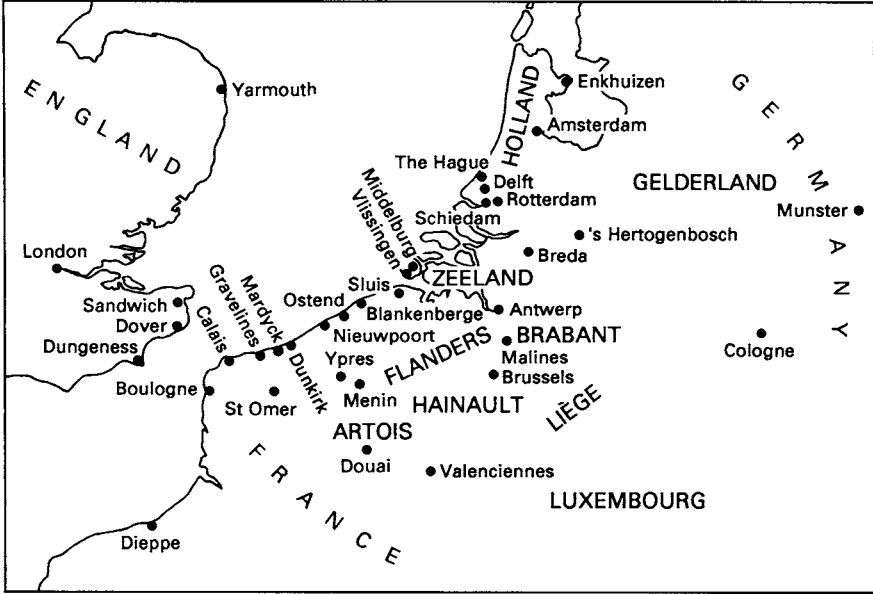 ENGLAND
Yarmouth
HOLLAND
Enkhuizen
Amsterdam
GERMANY
The Hague
Delft
Rotterdam
Schiedam
GELDERLAND
Munster
Middelburg
Vlissingen
's Hertogenbosch
Breda
London
ZEELAND
Sluis
Sandwich
Dover
Dungeness
Calais
Gravelines
Mardyck
Ostend
Blankenberge
Antwerp
Nieuwpoort
Dunkirk
Ypres
FLANDERS
BRABANT
Malines
Brussels
Cologne
Boulogne
St Omer
Menin
HAINAULT
LIÈGE
ARTOIS
Douai
Valenciennes
FRANCE
LUXEMBOURG
Dieppe